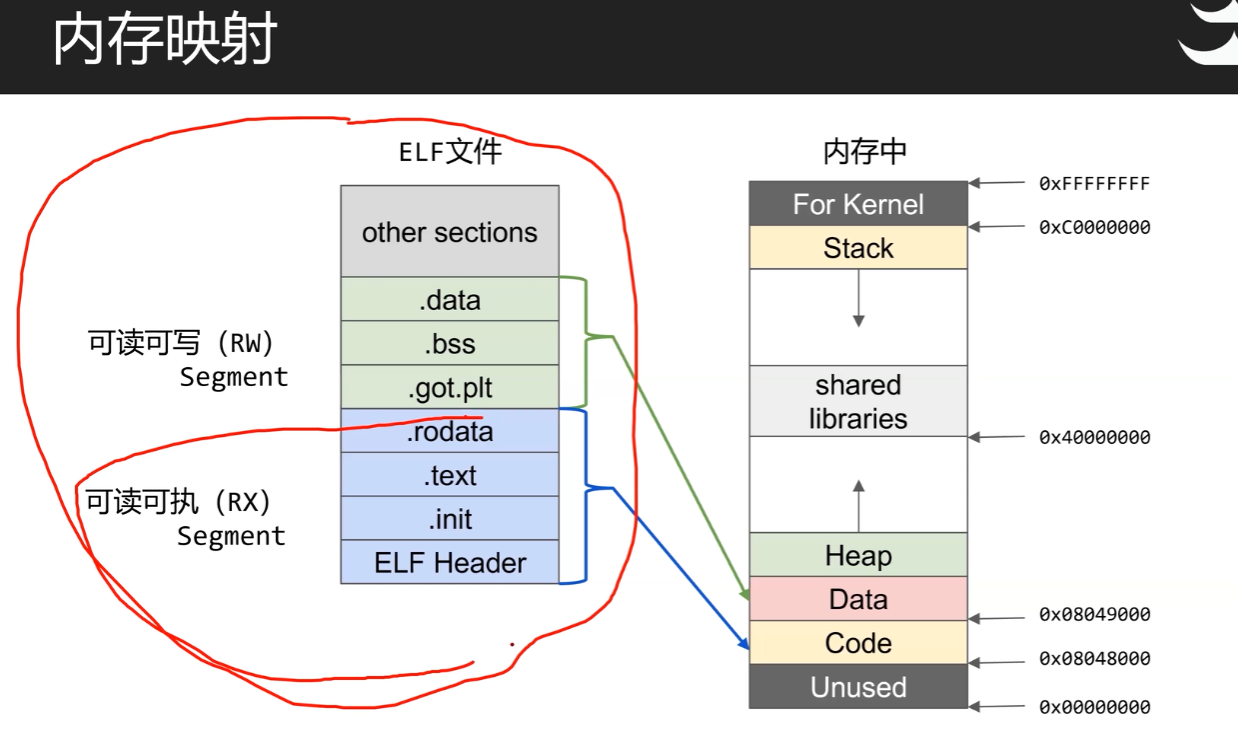 内存映射
ELF文件
other sections
.data
.bss
.got.plt
.rodata
.text
.init
ELF Header
可读可写（RW）
Segment
可读可执（RX）
Segment
内存中
For Kernel
Stack
shared
libraries
Heap
Data
Code
Unused
0xFFFFFFFF
0xC0000000
0x40000000
0x08049000
0x08048000
0x00000000